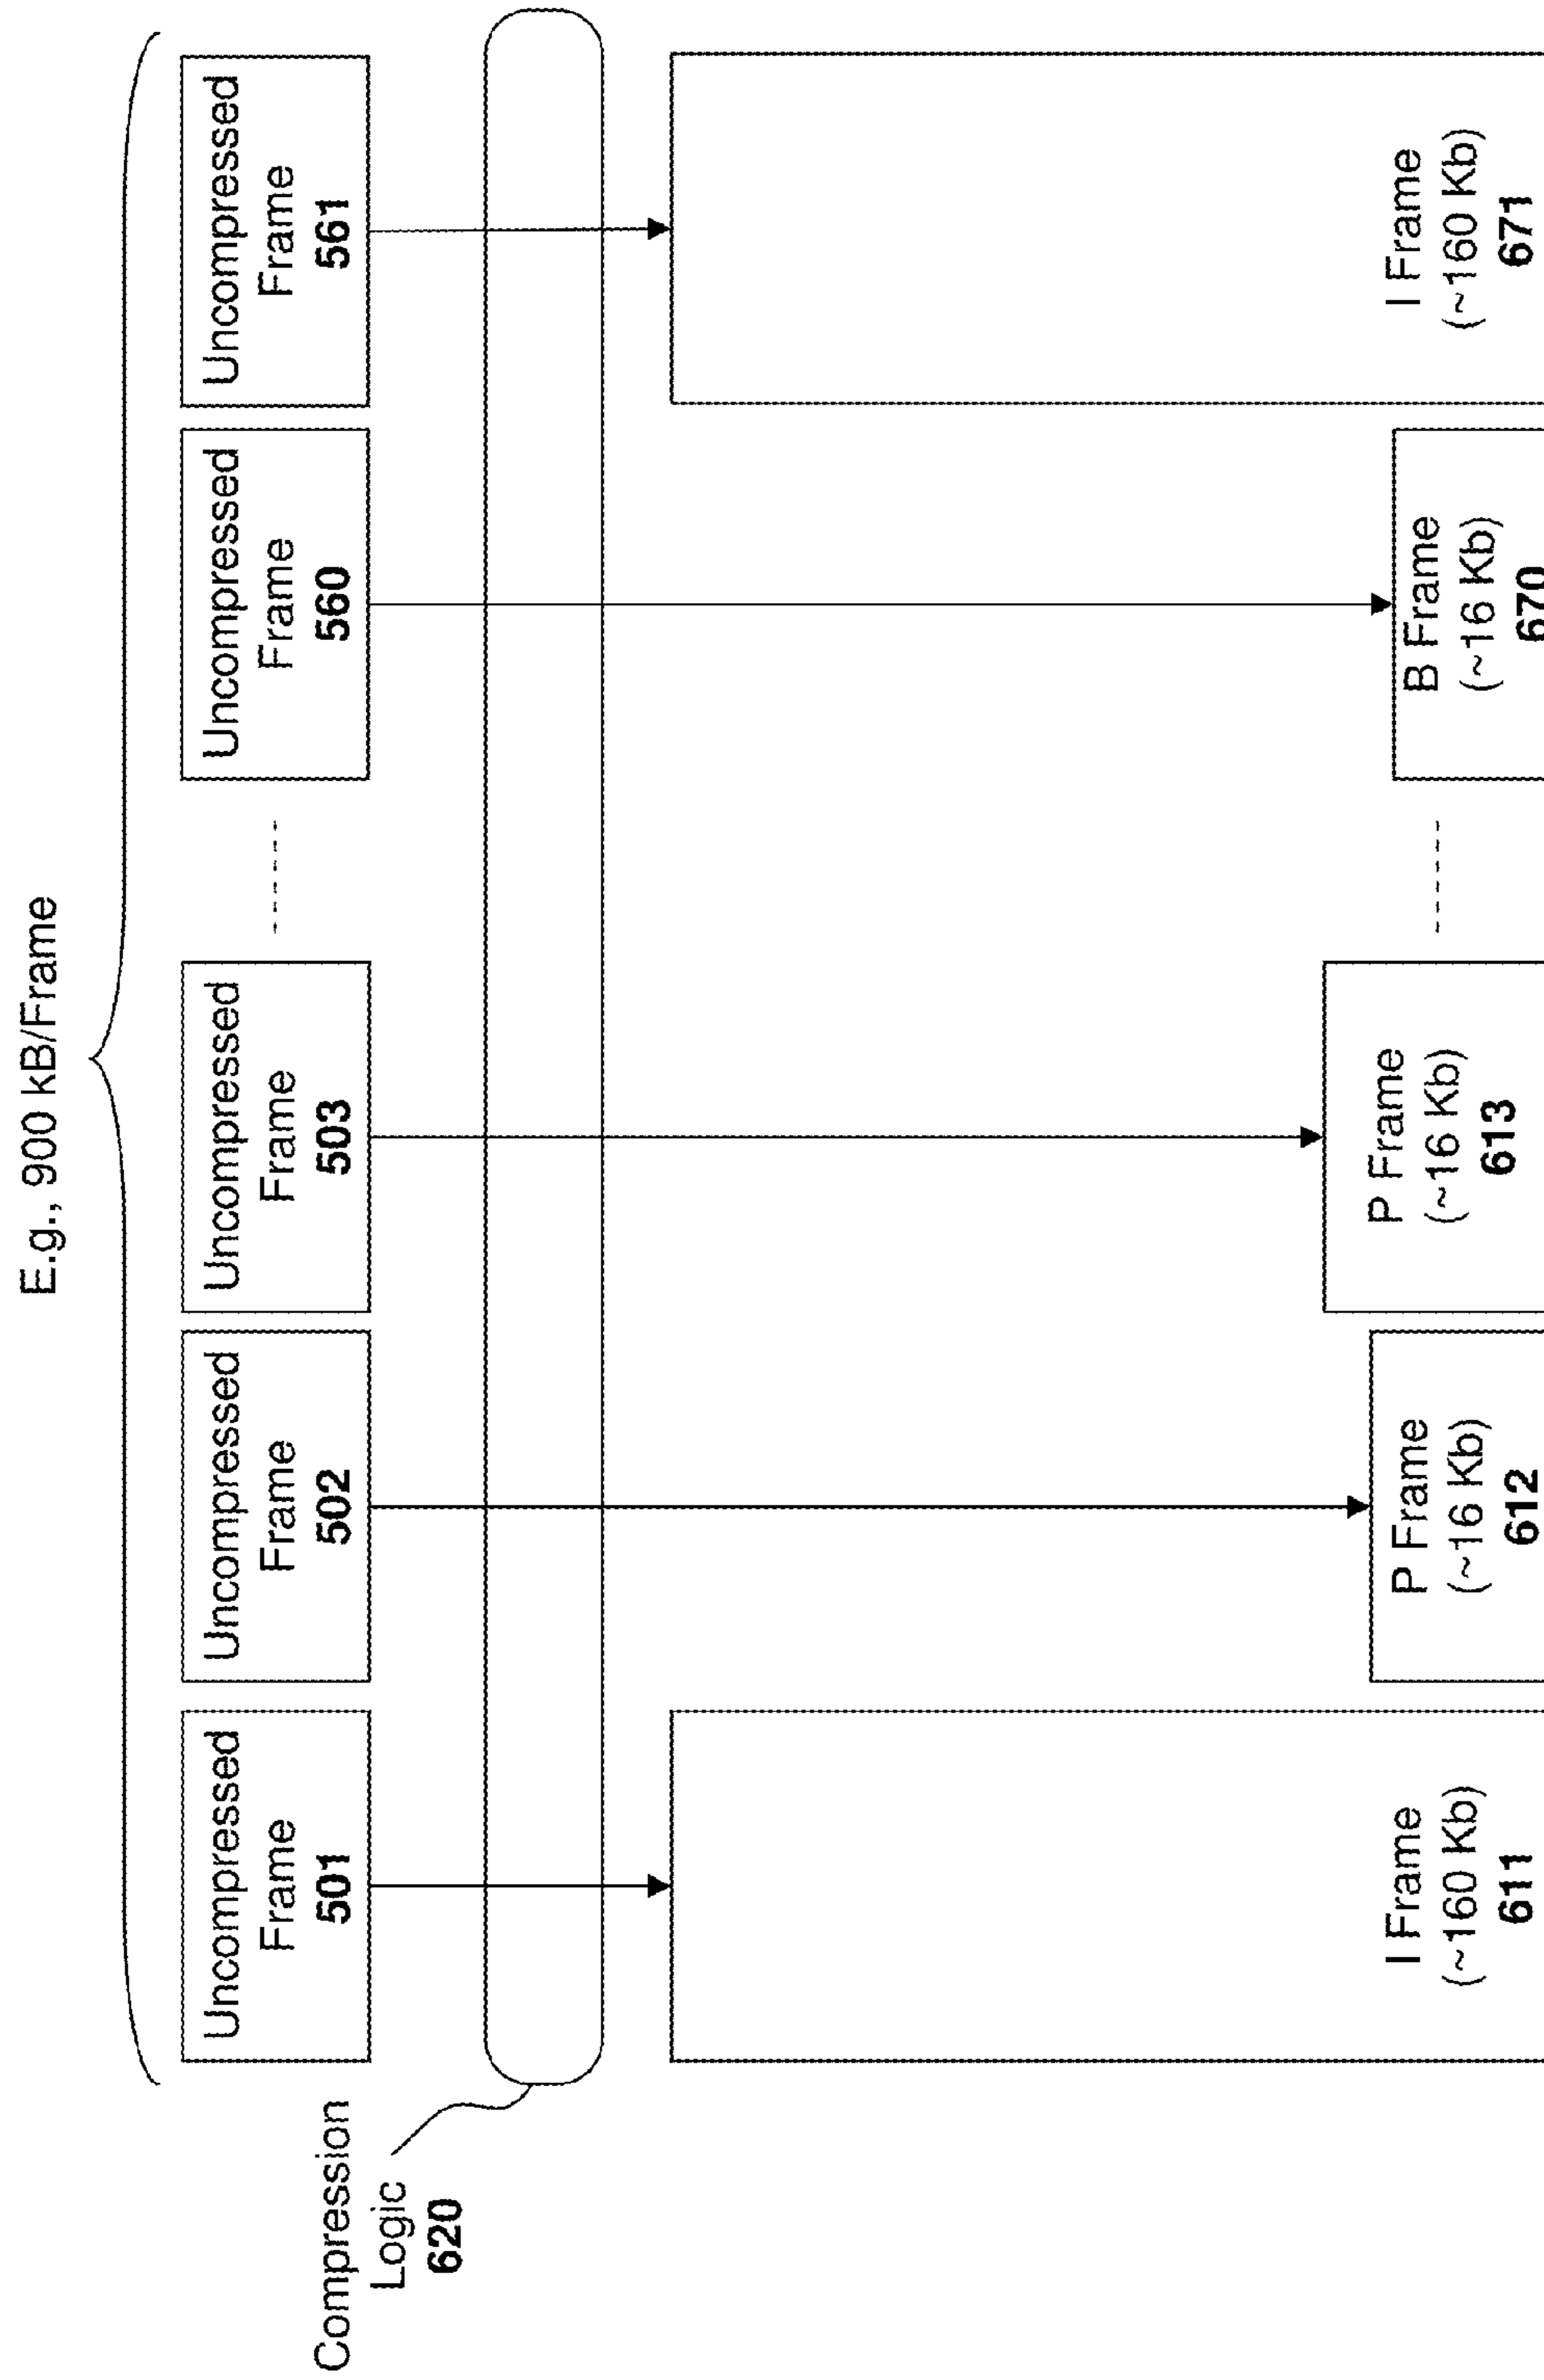 E.g., 900 kB/Frame
Uncompressed
Frame
501
Uncompressed
Frame
502
Uncompressed
Frame
503
Uncompressed
Frame
560
Uncompressed
Frame
561
Compression
Logic
620
I Frame
(~160 Kb)
611
P Frame
(~16 Kb)
612
P Frame
(~16 Kb)
613
B Frame
(~16 Kb)
670
I Frame
(~160 Kb)
671